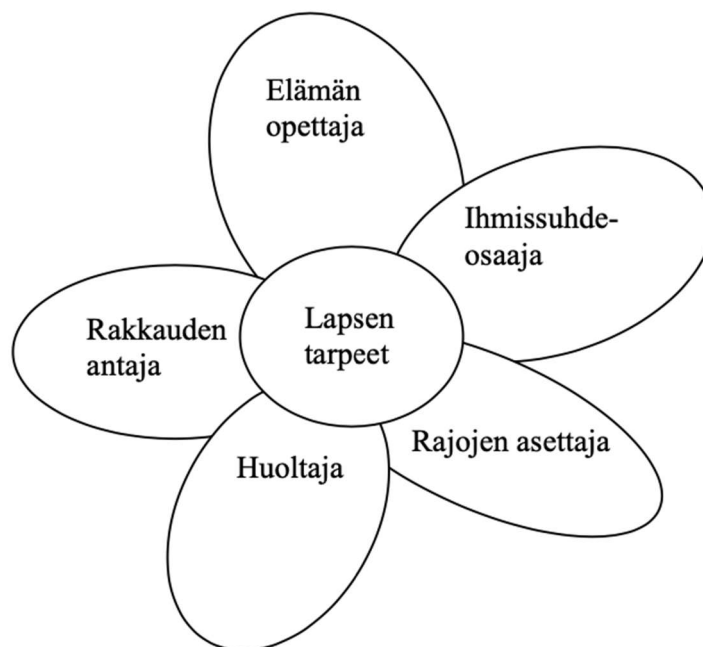 Elämän
opettaja
Ihmissuhde-
osaaja
Rakkauden
antaja
Lapsen
tarpeet
Rajojen asettaja
Huoltaja